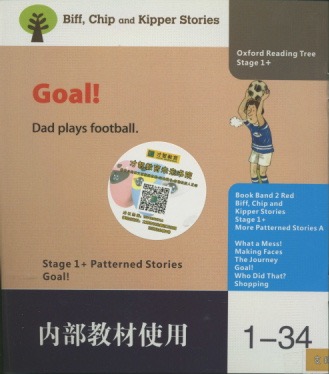 Biff, Chip and Kipper Stories
Oxford Reading Tree
Stage 1+
Goal!
Dad plays football.
Book Band 2 Red
Biff, Chip and
Kipper Stories
Stage 1+
More Patterned Stories A
What a Mess!
Making Faces
The Journey
Goal!
Who Did That?
Shopping
Stage 1+ Patterned Stories
Goal!
内部教材使用
1-34